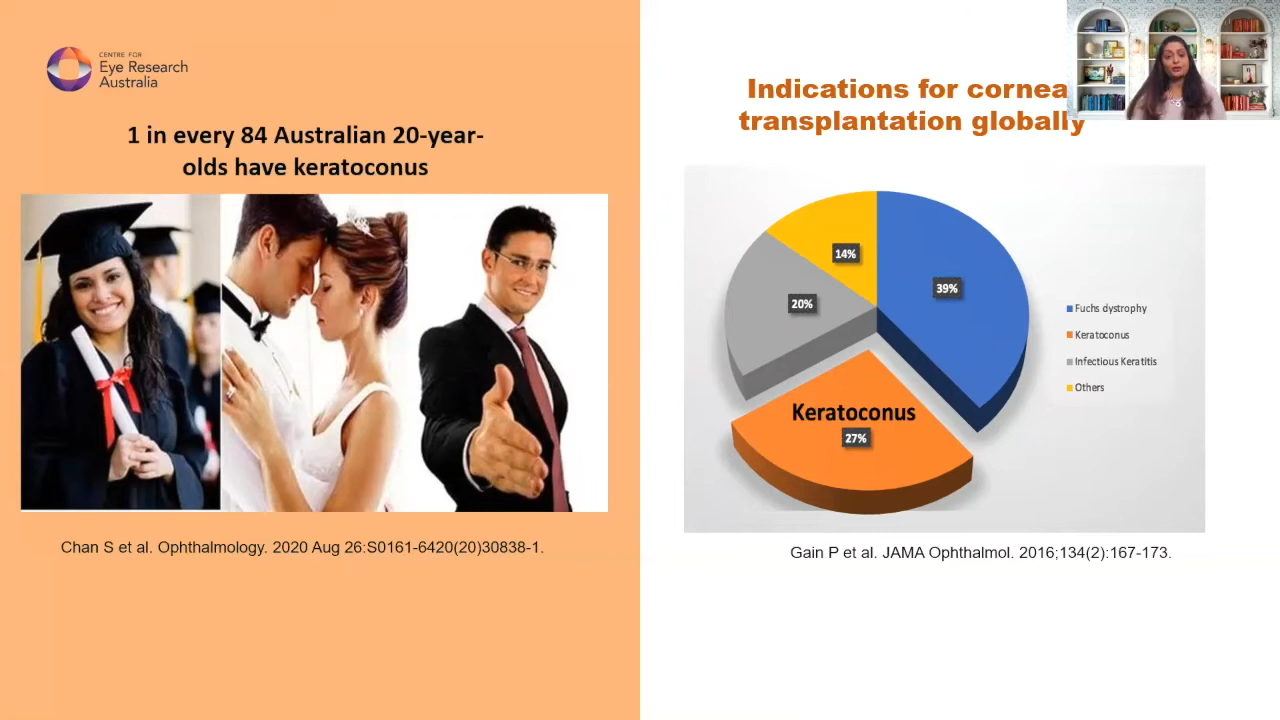 CENTRE FOR
Eye Research
Australia
1 in every 84 Australian 20-year-
olds have keratoconus
Chan S et al. Ophthalmology. 2020 Aug 26:S0161-6420(20)30838-1.
Indications for cornea
transplantation globally
14%
39%
20%
Keratoconus
27%
Fuchs dystrophy
Keratoconus
Infectious Keratitis
Others
Gain P et al. JAMA Ophthalmol. 2016;134(2):167-173.